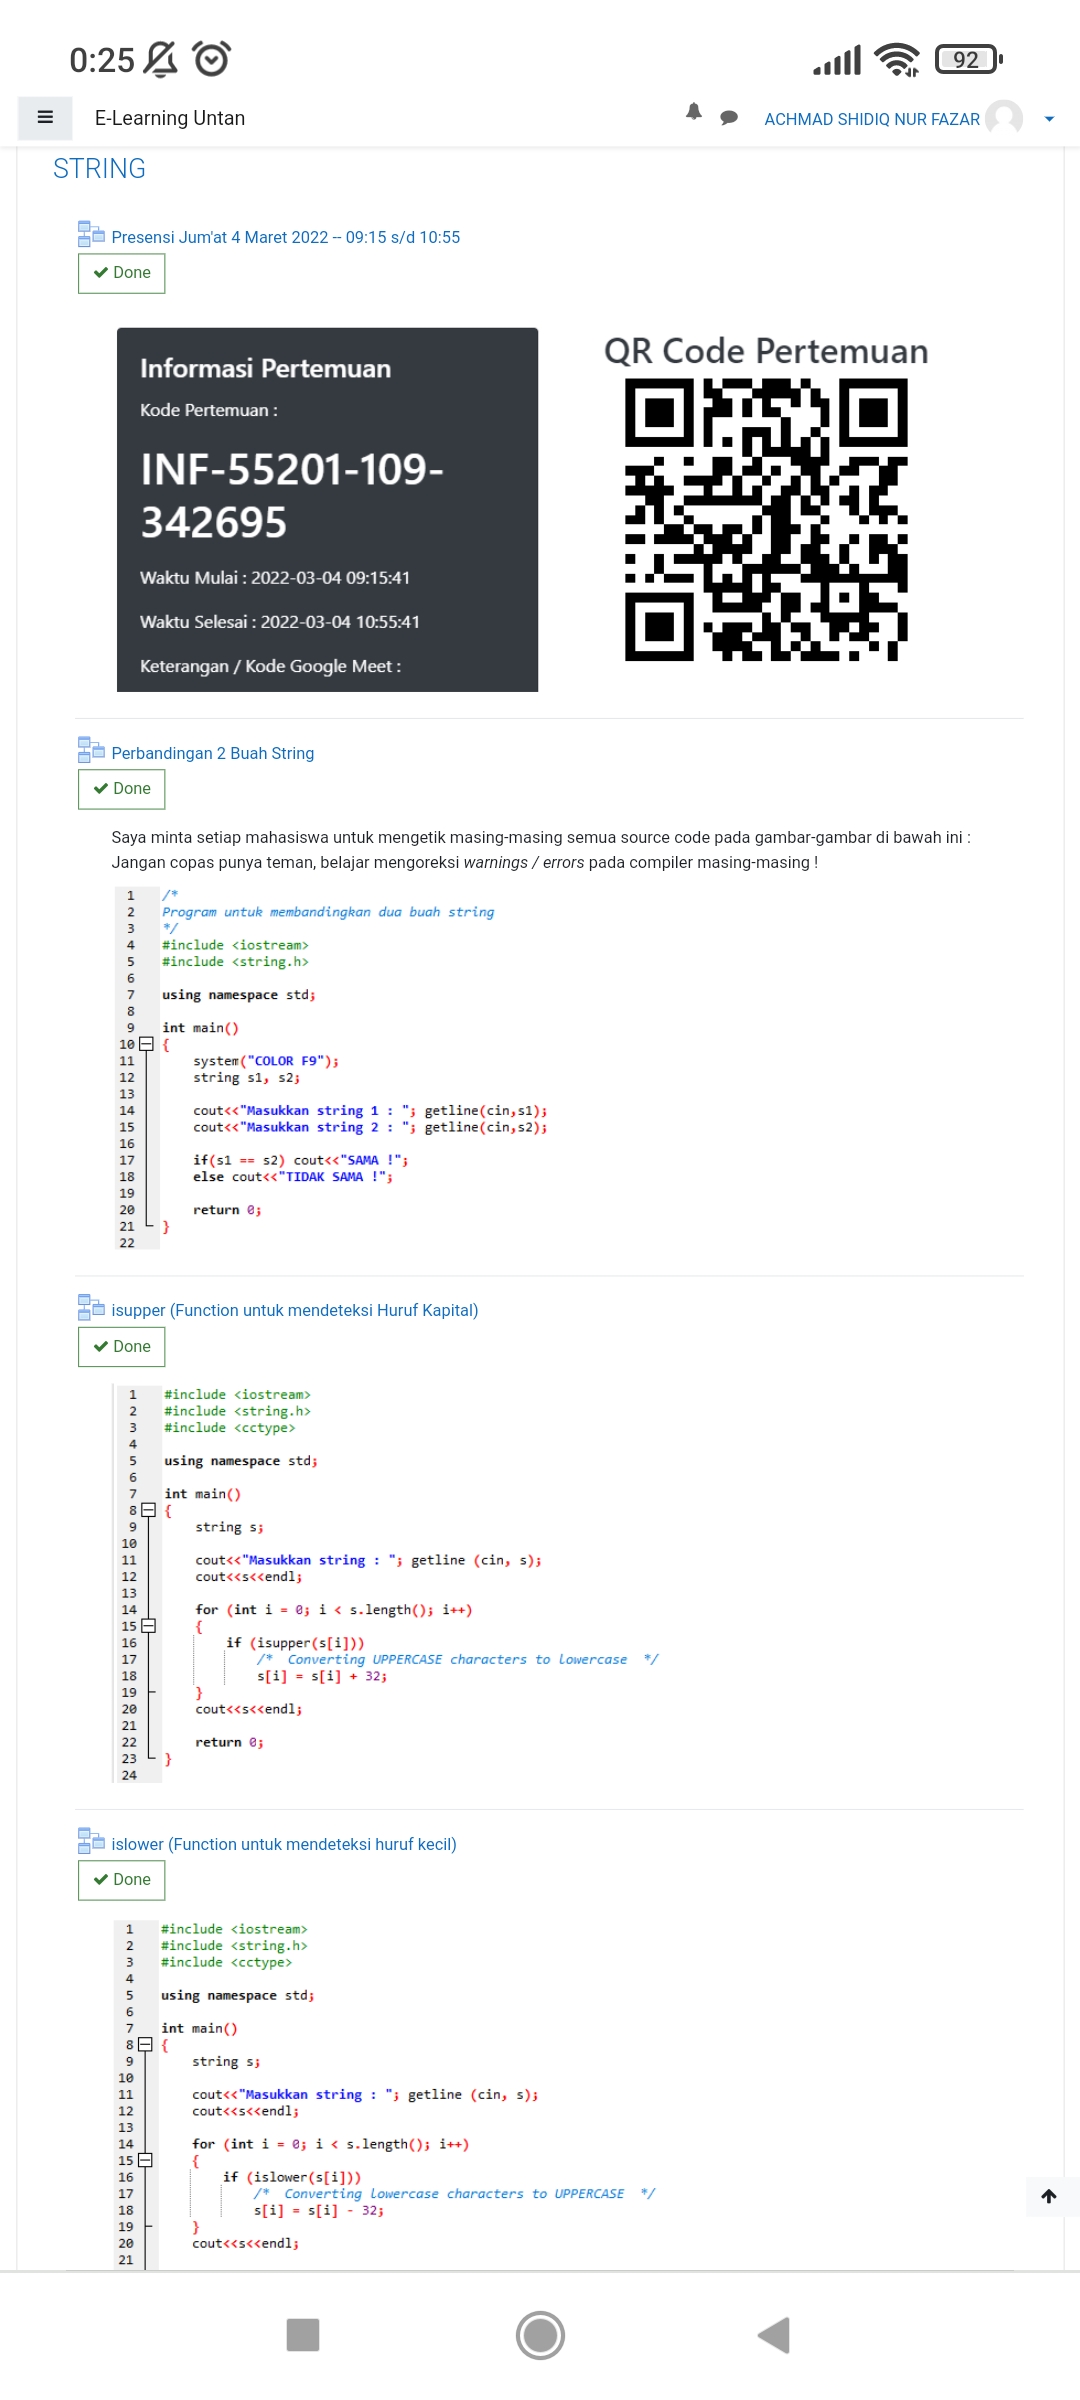 0:25
92
E-Learning Untan
ACHMAD SHIDIQ NUR FAZAR
STRING
Presensi Jum'at 4 Maret 2022 -- 09:15 s/d 10:55
Done
Informasi Pertemuan
Kode Pertemuan :
INF-55201-109-
342695
Waktu Mulai : 2022-03-04 09:15:41
Waktu Selesai : 2022-03-04 10:55:41
Keterangan / Kode Google Meet :
QR Code Pertemuan
Perbandingan 2 Buah String
Done
Saya minta setiap mahasiswa untuk mengetik masing-masing semua source code pada gambar-gambar di bawah ini :
Jangan copas punya teman, belajar mengoreksi warnings / errors pada compiler masing-masing !
1 /*
2 Program untuk membandingkan dua buah string
3 */
4 #include <iostream>
5 #include <string.h>
6
7 using namespace std;
8
9 int main()
10 {
11 system("COLOR F9");
12 string s1, s2;
13
14 cout<<"Masukkan string 1 : "; getline(cin,s1);
15 cout<<"Masukkan string 2 : "; getline(cin,s2);
16
17 if(s1 == s2) cout<<"SAMA !";
18 else cout<<"TIDAK SAMA !";
19
20 return 0;
21 }
22
isupper (Function untuk mendeteksi Huruf Kapital)
Done
1 #include <iostream>
2 #include <string.h>
3 #include <cctype>
4
5 using namespace std;
6
7 int main()
8 {
9 string s;
10
11 cout<<"Masukkan string : "; getline (cin, s);
12 cout<<s<<endl;
13
14 for (int i = 0; i < s.length(); i++)
15 {
16 if (isupper(s[i]))
17 /* Converting UPPERCASE characters to lowercase */
18 s[i] = s[i] + 32;
19 }
20 cout<<s<<endl;
21
22 return 0;
23 }
24
islower (Function untuk mendeteksi huruf kecil)
Done
1 #include <iostream>
2 #include <string.h>
3 #include <cctype>
4
5 using namespace std;
6
7 int main()
8 {
9 string s;
10
11 cout<<"Masukkan string : "; getline (cin, s);
12 cout<<s<<endl;
13
14 for (int i = 0; i < s.length(); i++)
15 {
16 if (islower(s[i]))
17 /* Converting lowercase characters to UPPERCASE */
18 s[i] = s[i] - 32;
19 }
20 cout<<s<<endl;
21